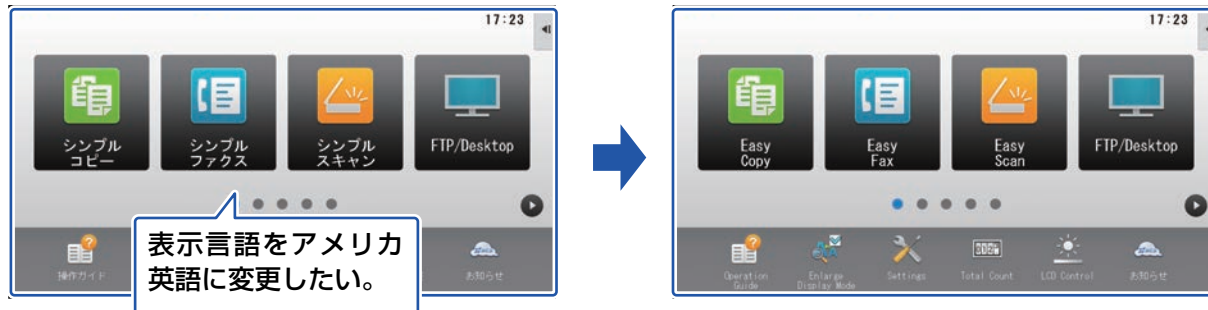 17:23
シンプル
コピー
シンプル
ファクス
シンプル
スキャン
FTP/Desktop
操作ガイド
お知らせ
表示言語をアメリカ
英語に変更したい。
17:23
Easy
Copy
Easy
Fax
Easy
Scan
FTP/Desktop
Operation
Guide
Enlarge
Display Mode
Settings
Total Count
LCD Control
お知らせ